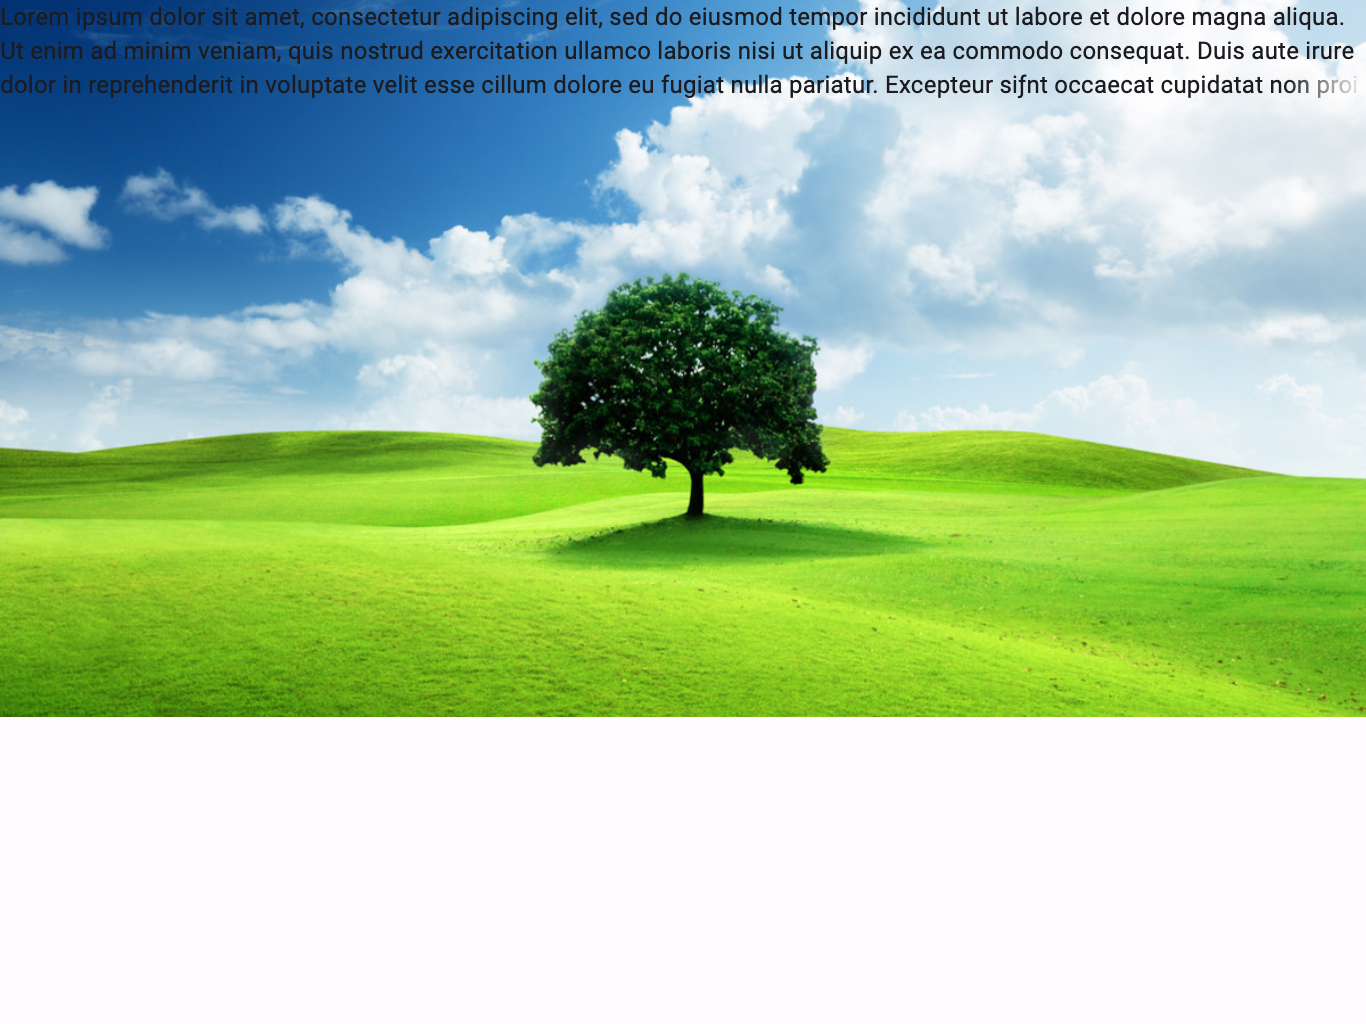 Lorem ipsum dolor sit amet, consectetur adipiscing elit, sed do eiusmod tempor incididunt ut labore et dolore magna aliqua.
Ut enim ad minim veniam, quis nostrud exercitation ullamco laboris nisi ut aliquip ex ea commodo consequat. Duis aute irure
dolor in reprehenderit in voluptate velit esse cillum dolore eu fugiat nulla pariatur. Excepteur siƒnt occaecat cupidatat non proi